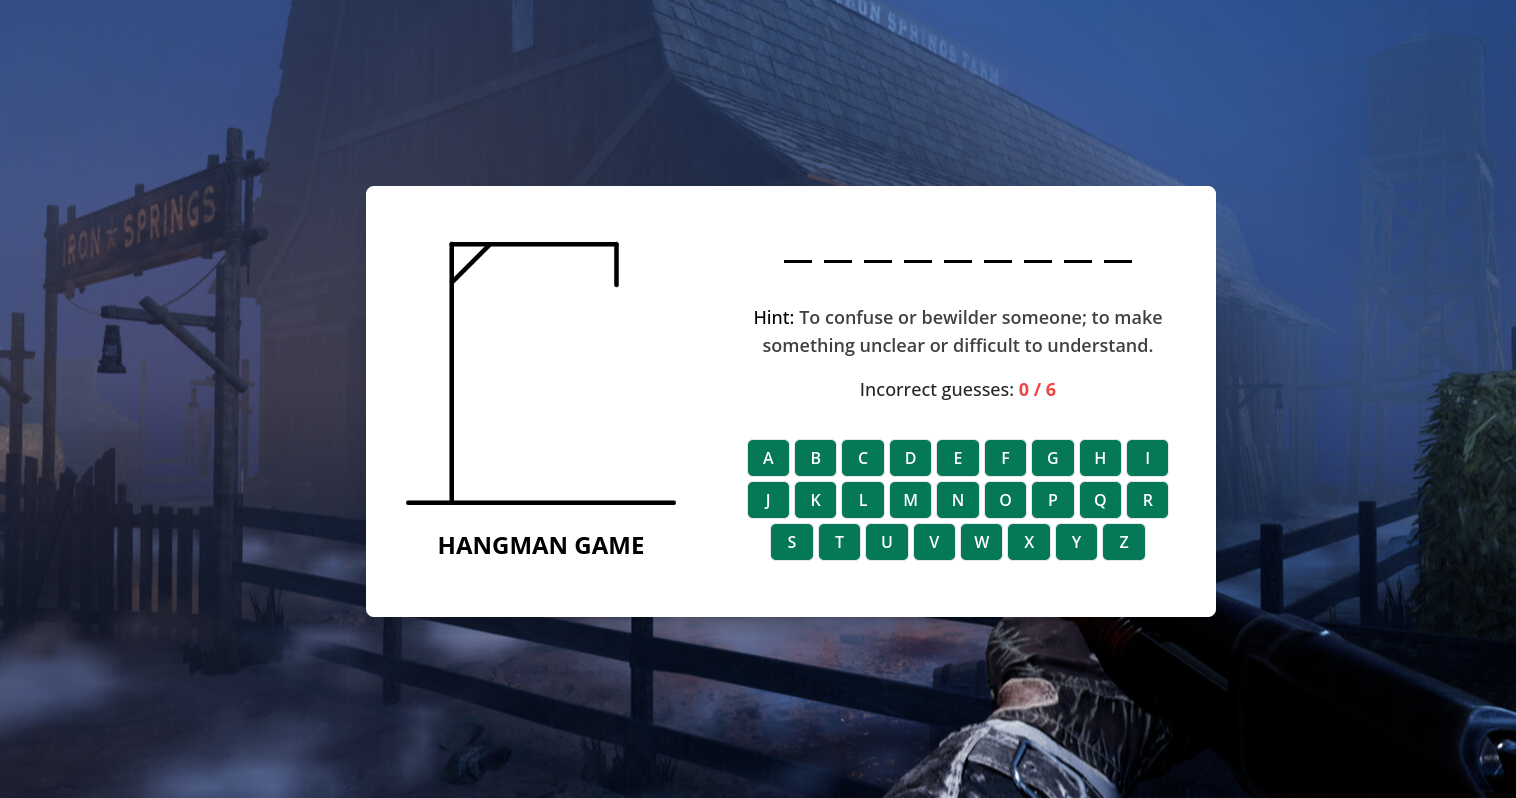 IRON SPRINGS FARM
IRON SPRINGS
Hint: To confuse or bewilder someone; to make
something unclear or difficult to understand.
Incorrect guesses: 0 / 6
A B C D E F G H I
J K L M N O P Q R
S T U V W X Y Z
HANGMAN GAME